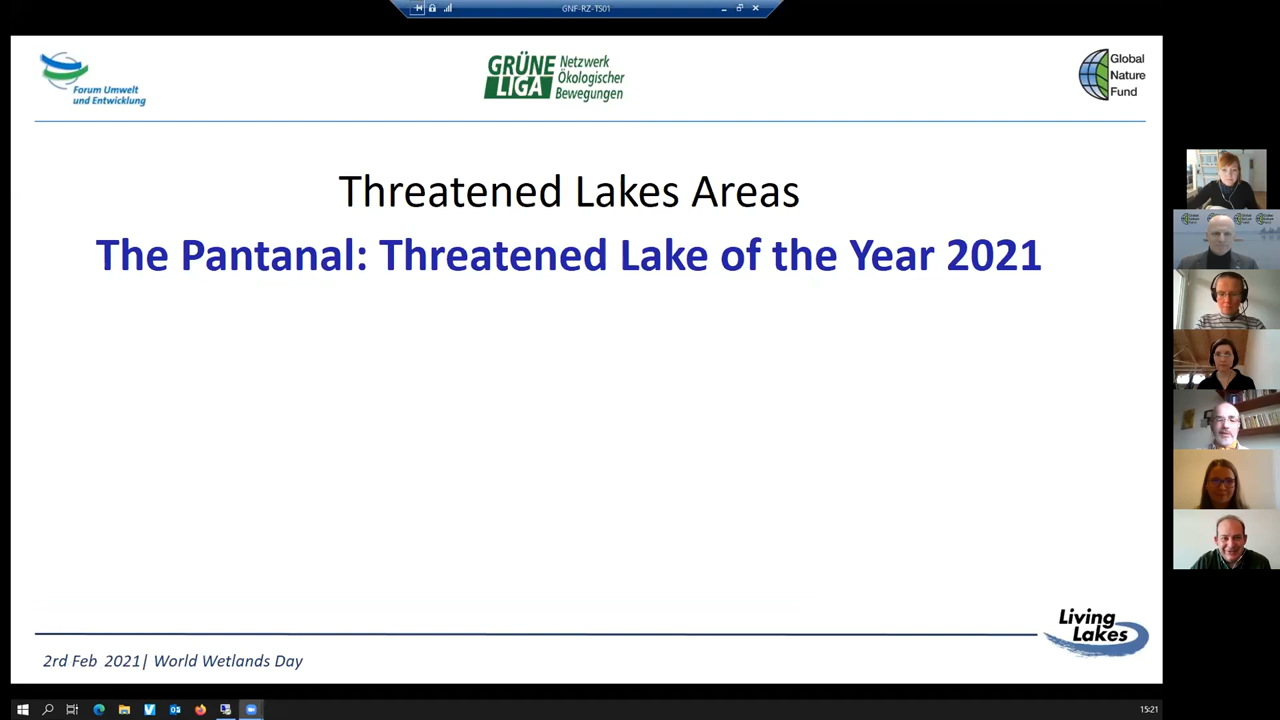 GNF-RZ-TS01
Forum Umwelt
und Entwicklung
GRÜNE
LIGA
Netzwerk
Ökologischer
Bewegungen
Global
Nature
Fund
Threatened Lakes Areas
The Pantanal: Threatened Lake of the Year 2021
Living
Lakes
2rd Feb 2021| World Wetlands Day
15:21